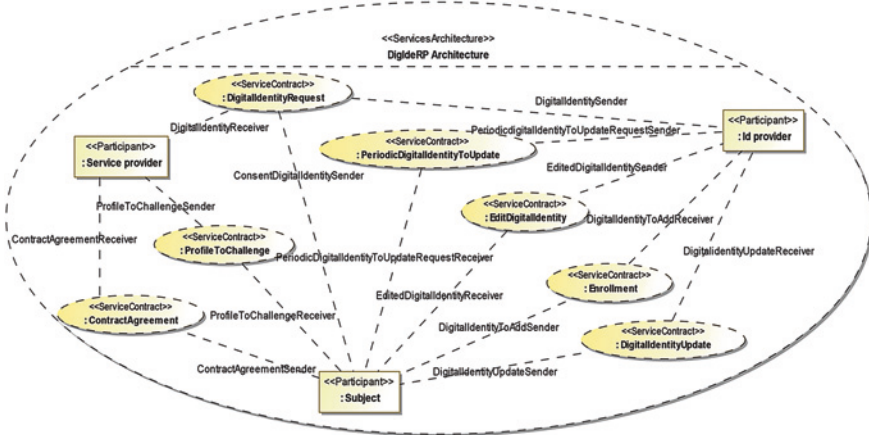 <<ServicesArchitecture>>
DigIdeRP Architecture
<<ServiceContract>>
: DigitalIdentityRequest
DigitalIdentitySender
DigitalIdentityReceiver
<<Participant>>
: Id provider
<<ServiceContract>>
PeriodicdigitalIdentityToUpdateRequestSender
: PeriodicDigitalIdentityToUpdate
<<Participant>>
: Service provider
ConsentDigitalIdentitySender
EditedDigitalIdentitySender
ProfileToChallengeSender
<<ServiceContract>>
: EditDigitalIdentity
DigitalIdentityToAddReceiver
ContractAgreementReceiver
<<ServiceContract>>
: ProfileToChallenge
PeriodicDigitalIdentityToUpdateRequestReceiver
DigitalIdentityUpdateReceiver
<<ServiceContract>>
: Enrollment
EditedDigitalIdentityReceiver
<<ServiceContract>>
: ContractAgreement
ProfileToChallengeReceiver
DigitalIdentityToAddSender
<<ServiceContract>>
: DigitalIdentityUpdate
ContractAgreementSender
DigitalIdentityUpdateSender
<<Participant>>
: Subject